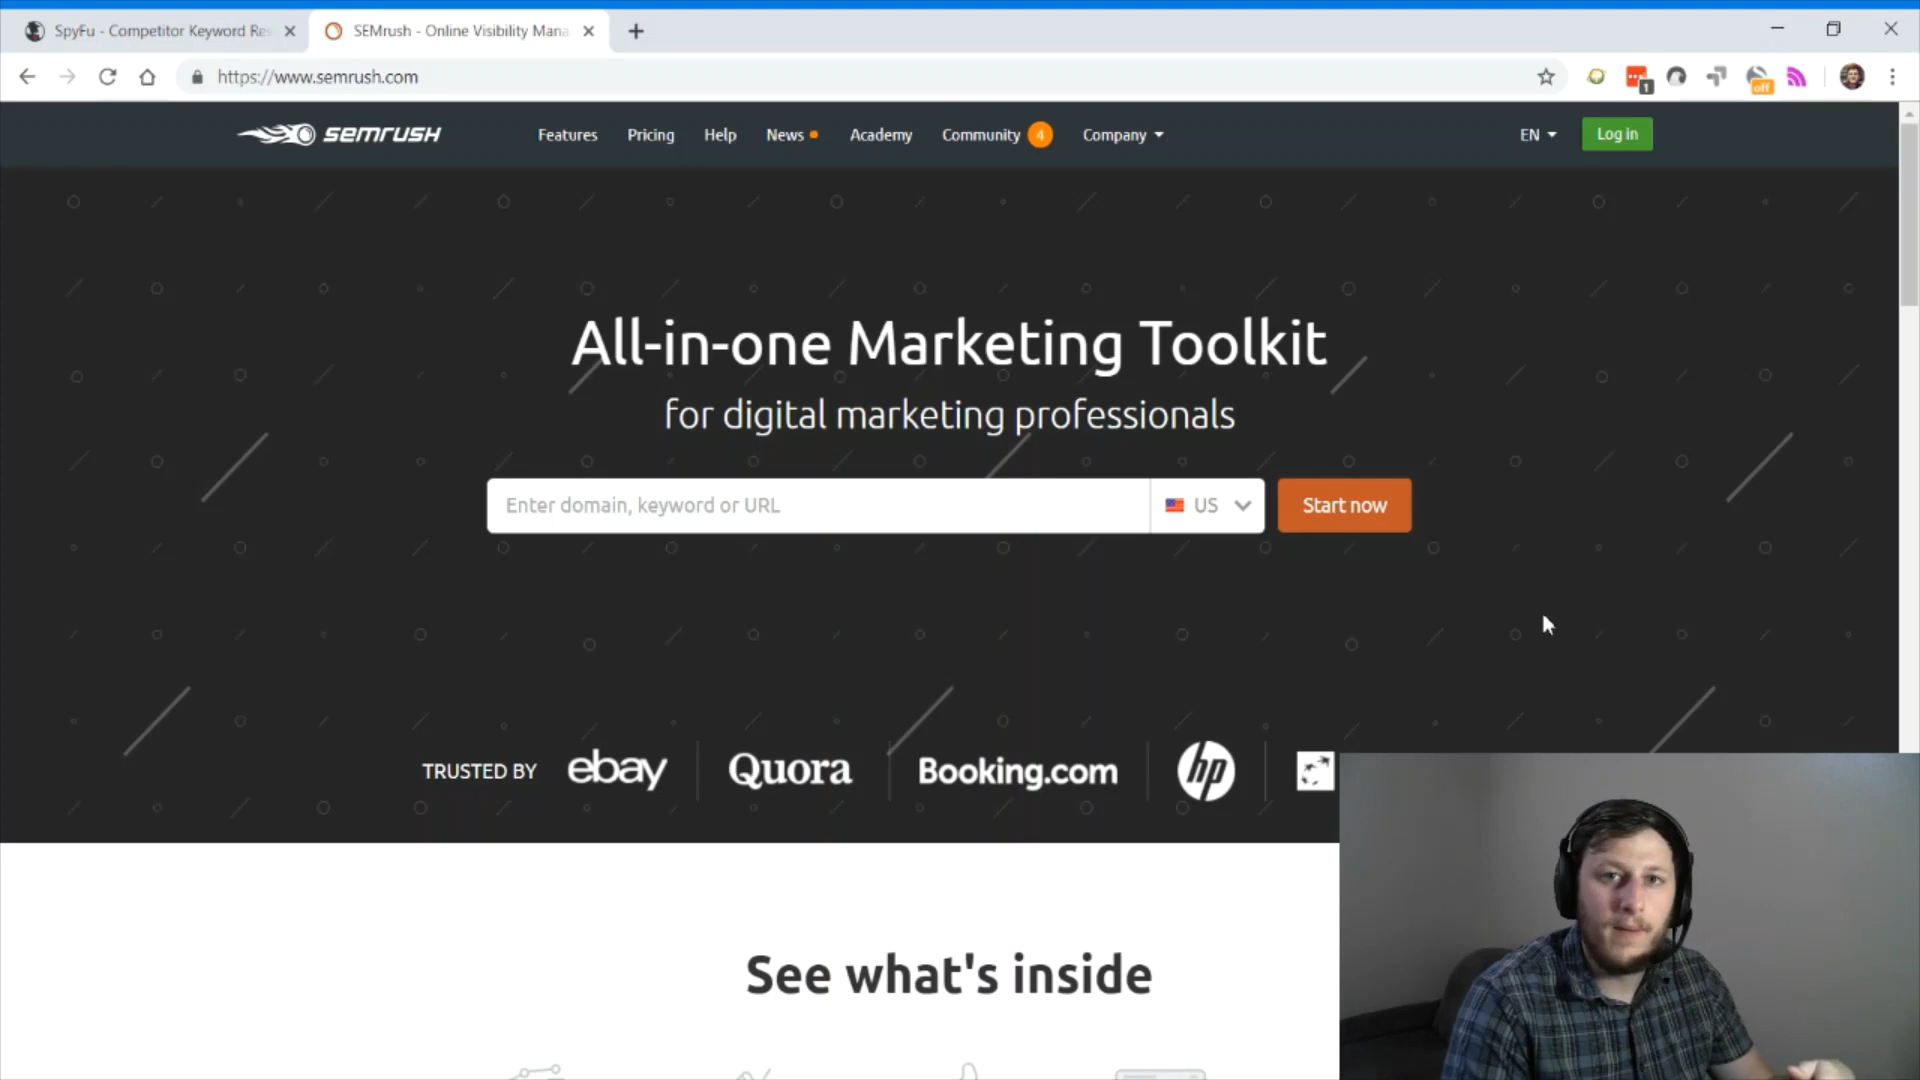 SpyFu - Competitor Keyword Res
SEMrush - Online Visibility Mana
https://www.semrush.com
1
off
semrush
Features
Pricing
Help
News
Academy
Community
4
Company
EN
Log in
All-in-one Marketing Toolkit
for digital marketing professionals
Enter domain, keyword or URL
US
Start now
TRUSTED BY
ebay
Quora
Booking.com
hp
See what's inside